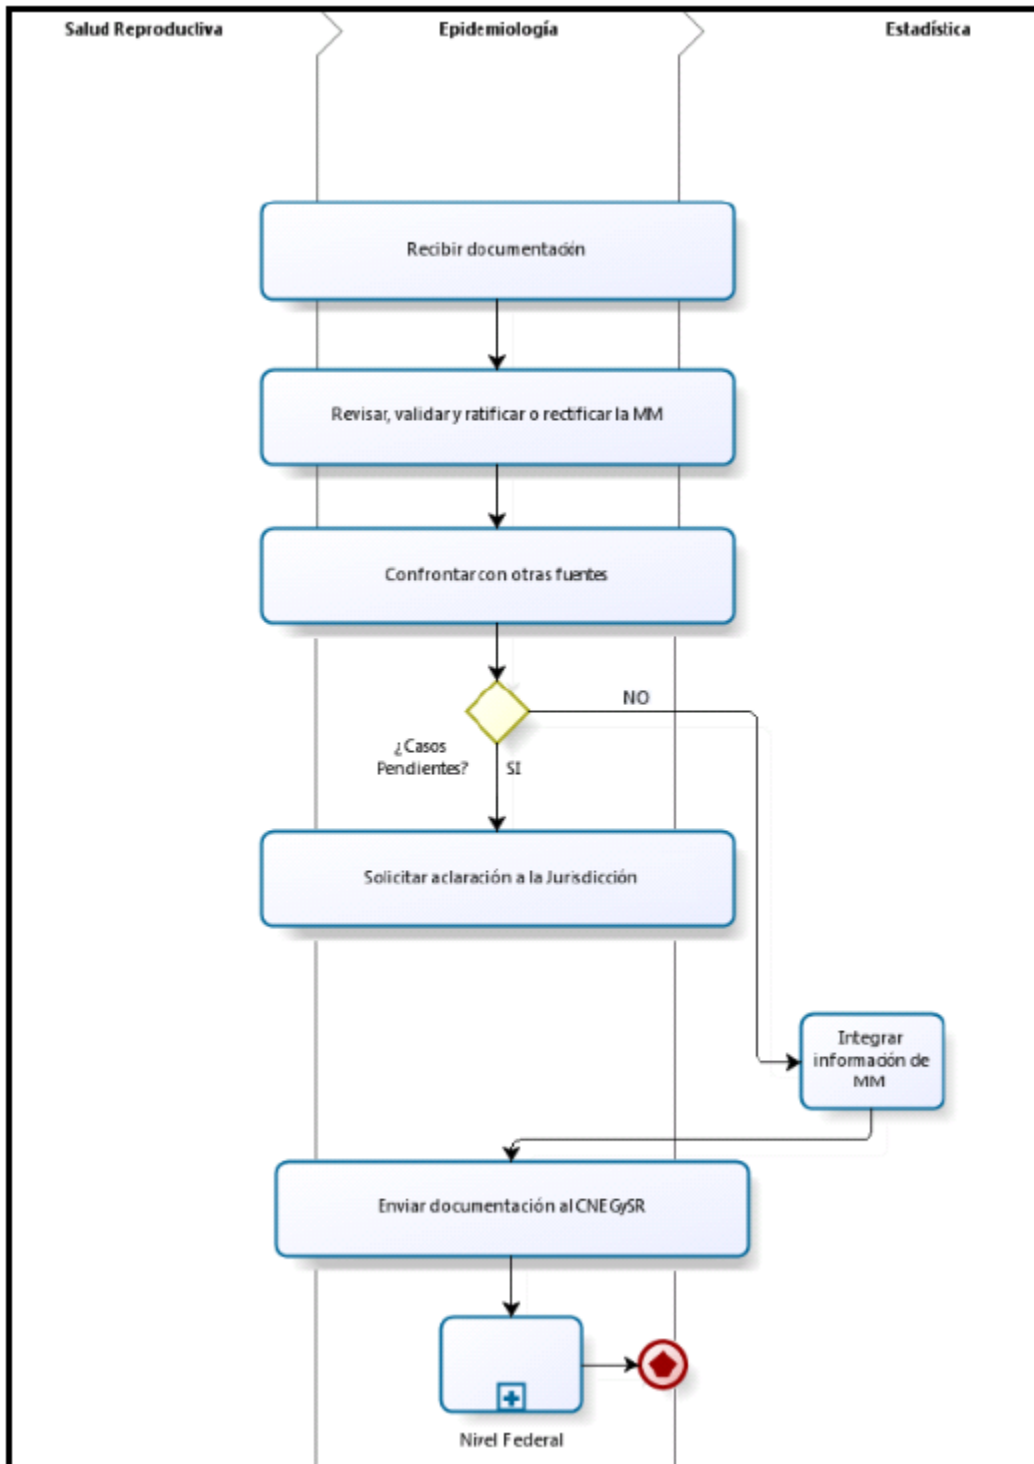 Salud Reproductiva
Epidemiología
Estadística
Recibir documentación
Revisar, validar y ratificar o rectificar la MM
Confrontar con otras fuentes
NO
¿Casos
Pendientes?
SI
Solicitar aclaración a la Jurisdicción
Integrar
información de
MM
Enviar documentación al CNEGySR
Nivel Federal